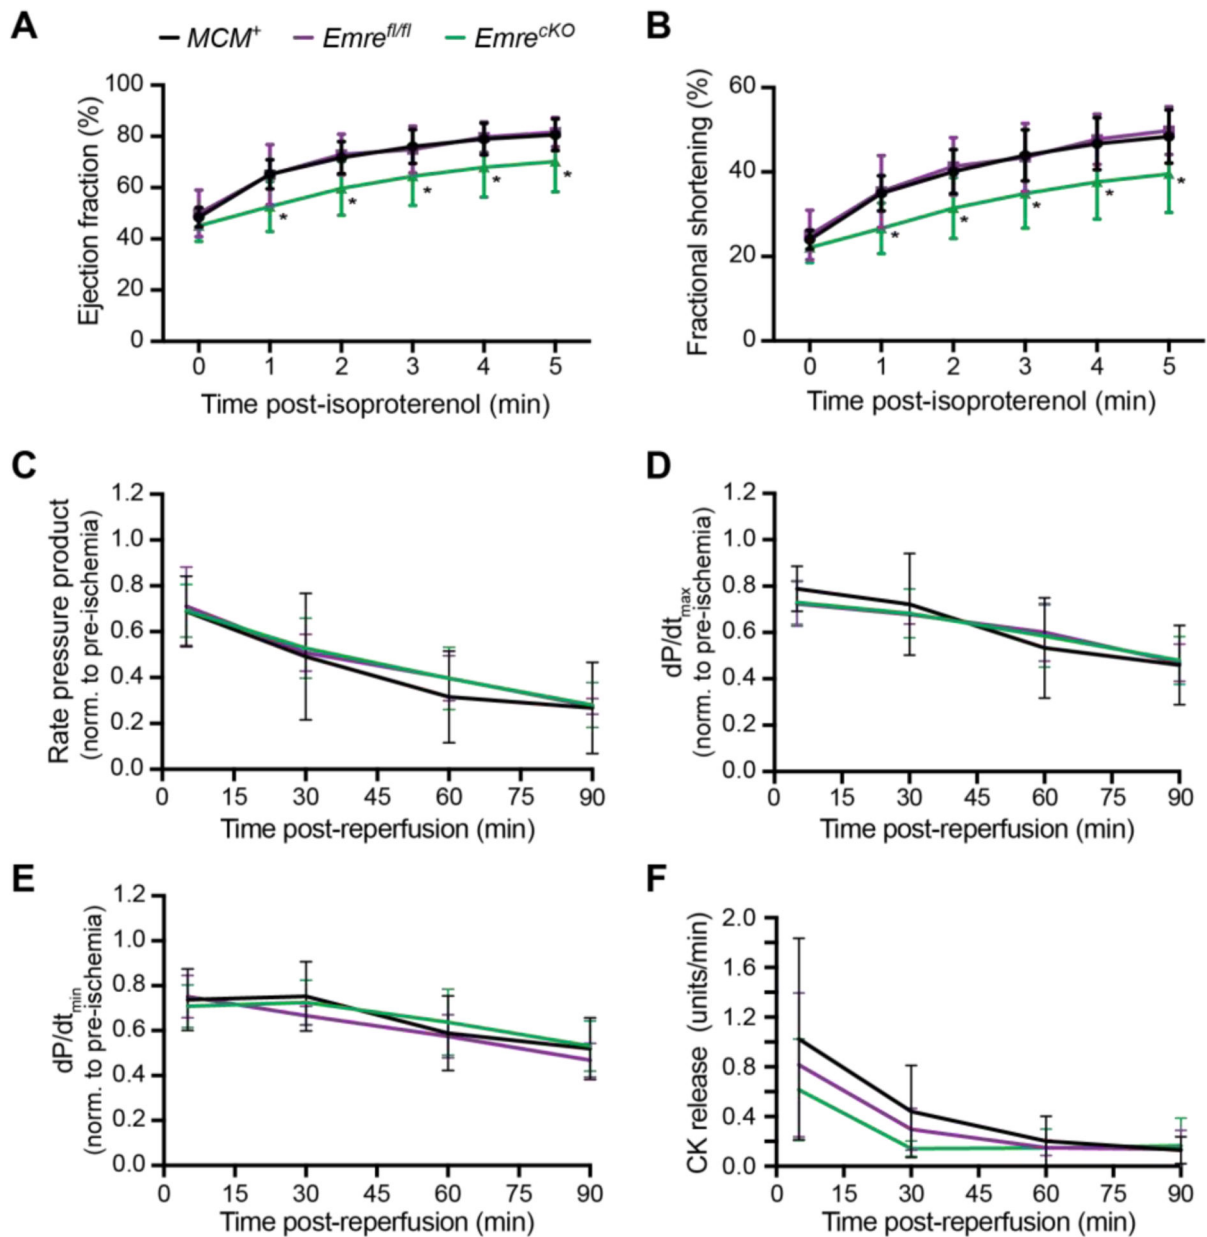 A
MCM+ Emrefl/fl EmrecKO
Ejection fraction (%)
100
80
60
40
20
0
* * * * *
0 1 2 3 4 5
Time post-isoproterenol (min)
B
Fractional shortening (%)
60
40
20
0
* * * * *
0 1 2 3 4 5
Time post-isoproterenol (min)
C
Rate pressure product
(norm. to pre-ischemia)
1.2
1.0
0.8
0.6
0.4
0.2
0.0
0 15 30 45 60 75 90
Time post-reperfusion (min)
D
dP/dtmax
(norm. to pre-ischemia)
1.2
1.0
0.8
0.6
0.4
0.2
0.0
0 15 30 45 60 75 90
Time post-reperfusion (min)
E
dP/dtmin
(norm. to pre-ischemia)
1.2
1.0
0.8
0.6
0.4
0.2
0.0
0 15 30 45 60 75 90
Time post-reperfusion (min)
F
CK release (units/min)
2.0
1.6
1.2
0.8
0.4
0.0
0 15 30 45 60 75 90
Time post-reperfusion (min)